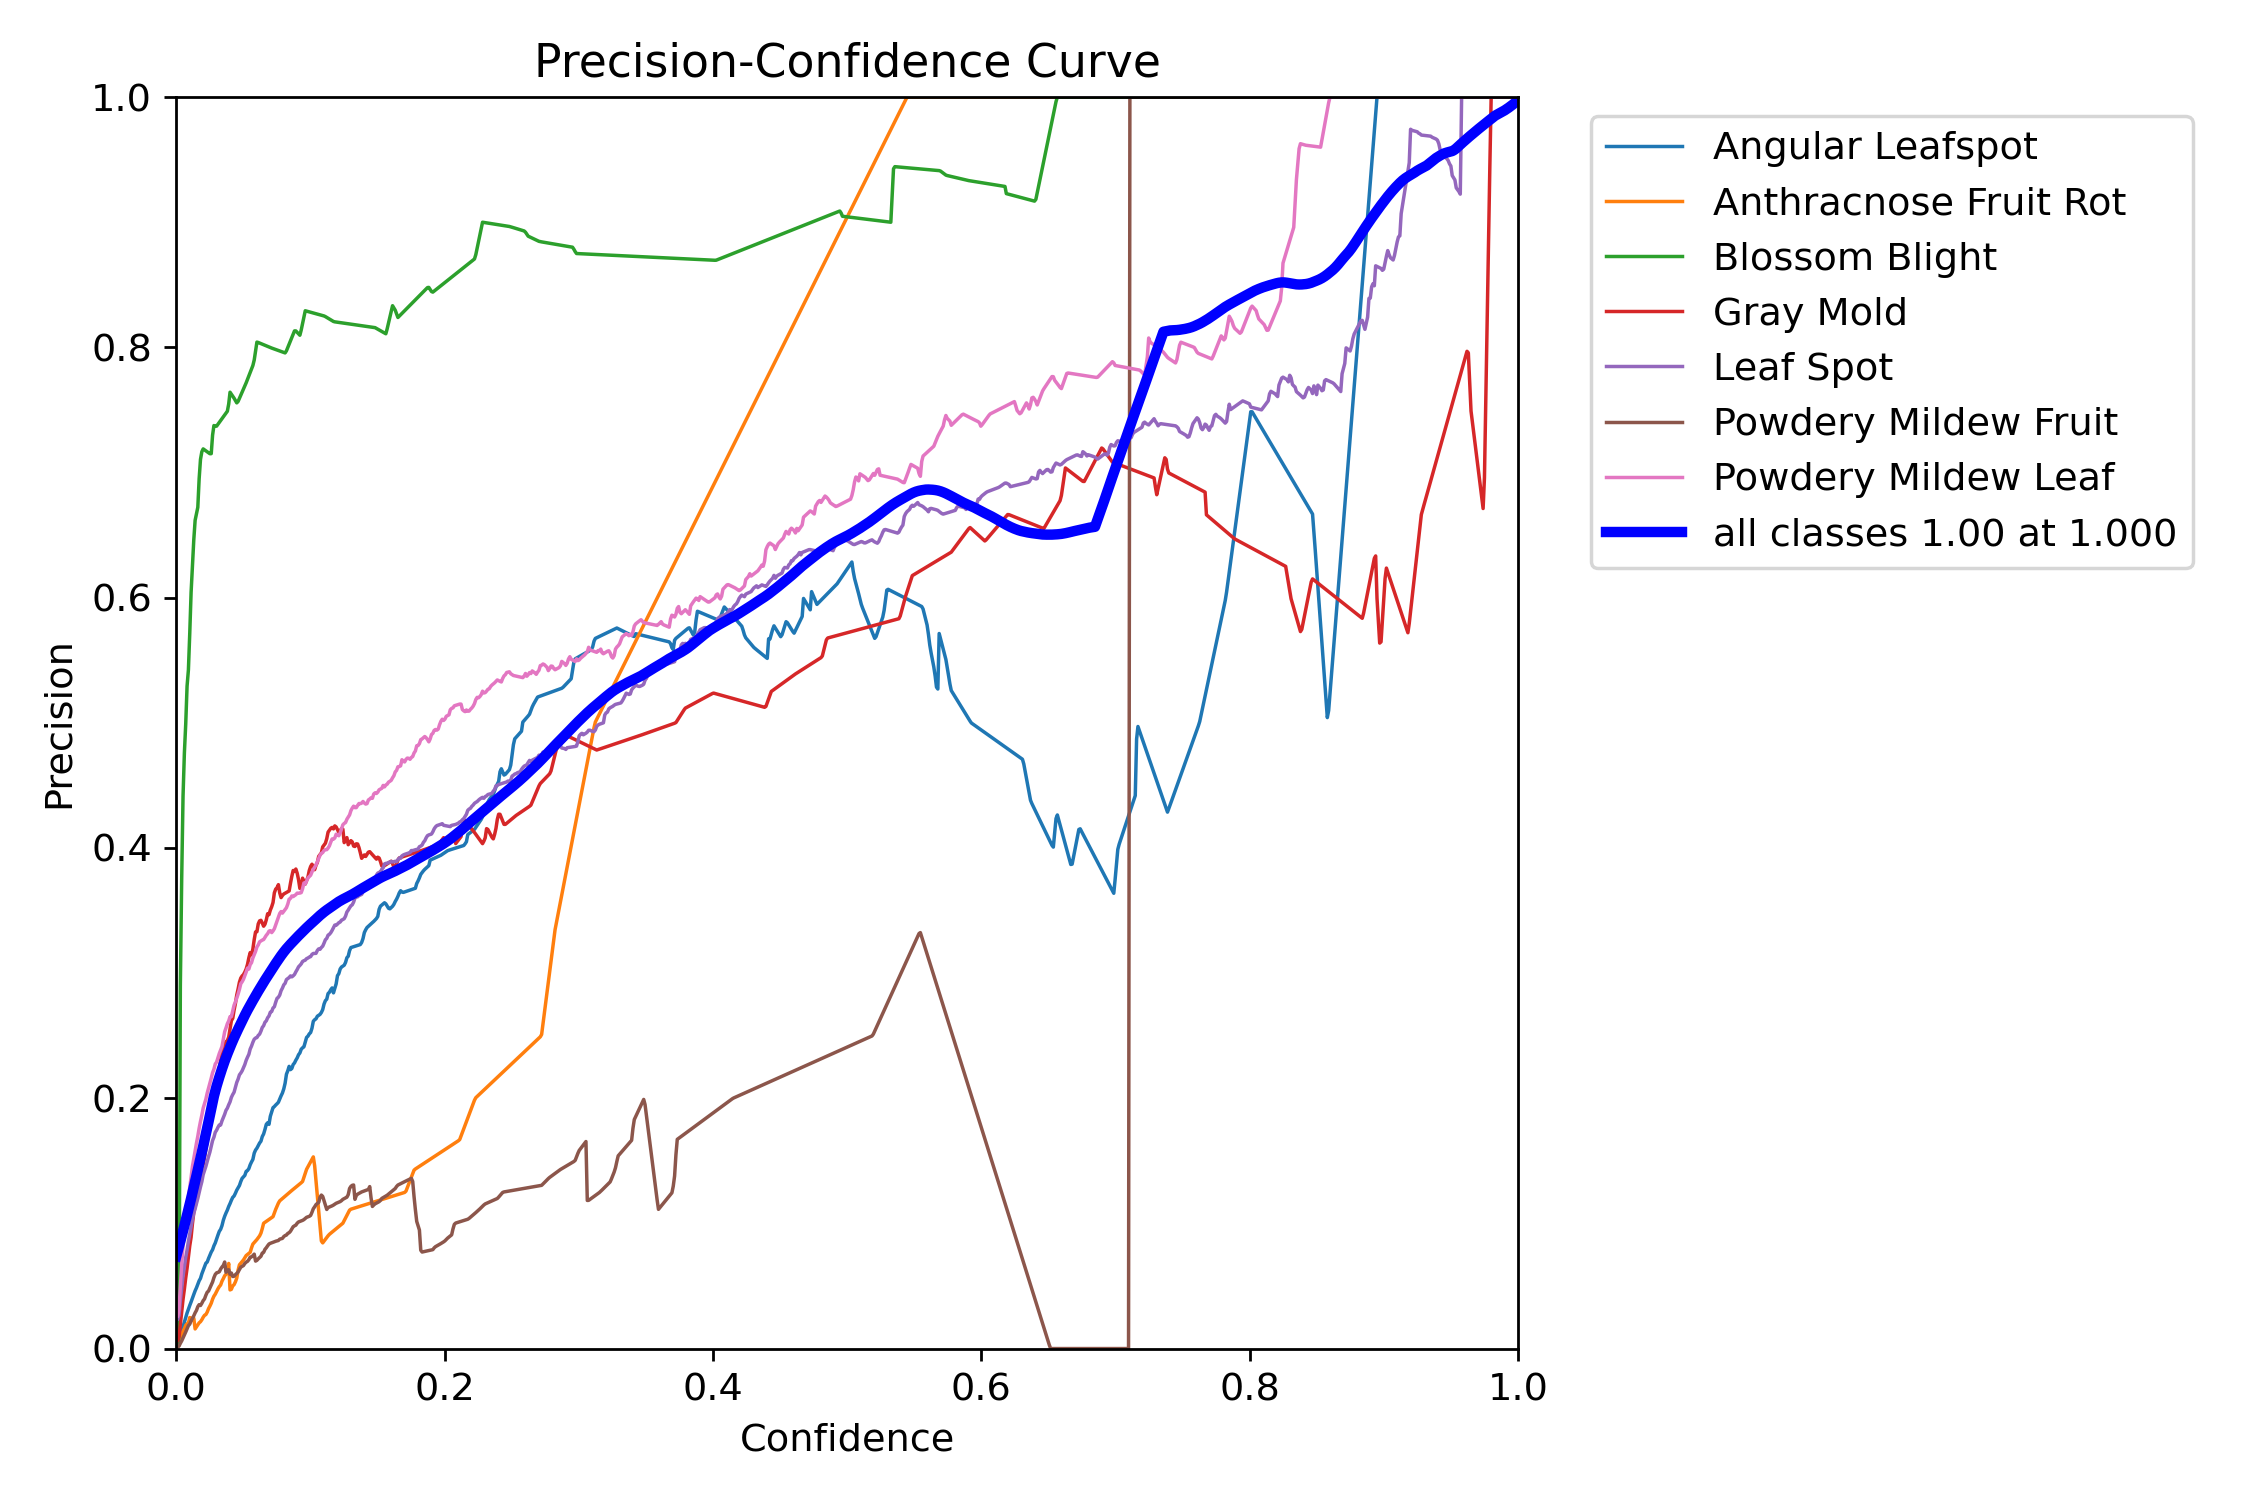 Precision-Confidence Curve
1.0
0.8
0.6
0.4
0.2
0.0
Precision
0.0 0.2 0.4 0.6 0.8 1.0
Confidence
Angular Leafspot
Anthracnose Fruit Rot
Blossom Blight
Gray Mold
Leaf Spot
Powdery Mildew Fruit
Powdery Mildew Leaf
all classes 1.00 at 1.000